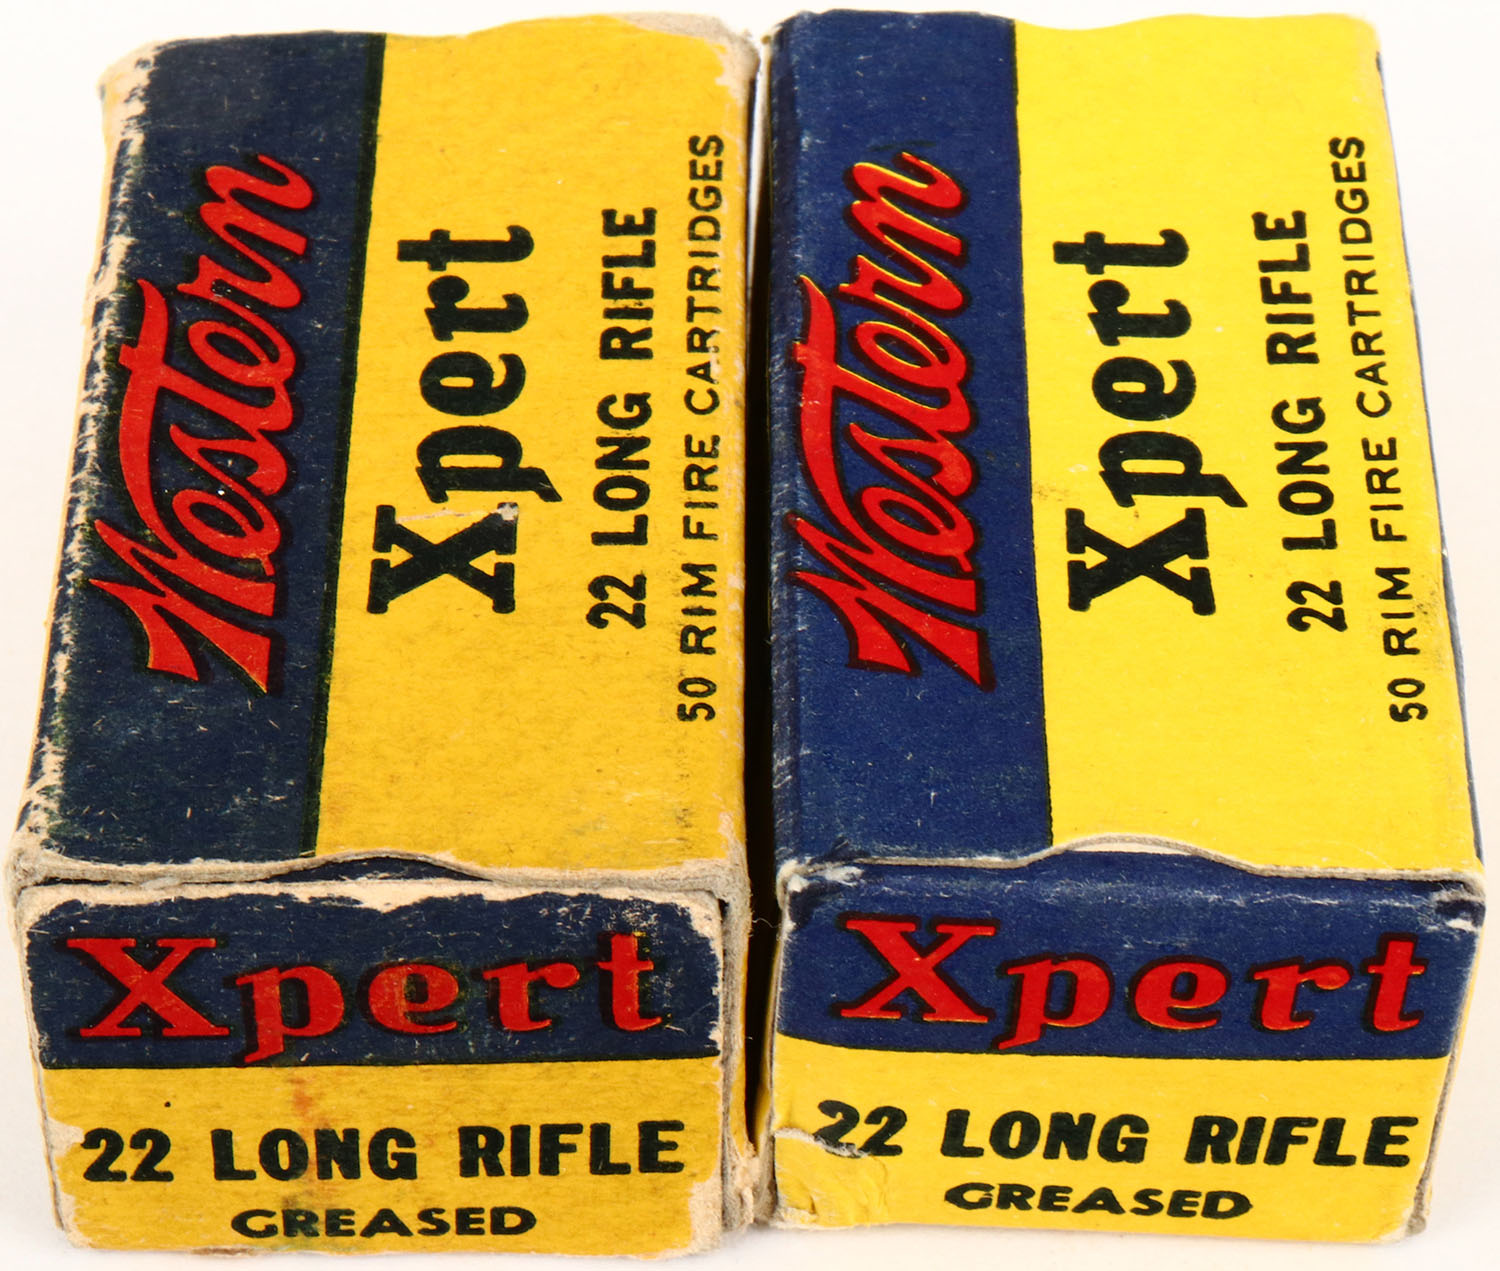 Western
Xpert
22 LONG RIFLE
50 RIM FIRE CARTRIDGES
Xpert
22 LONG RIFLE
GREASED
Western
Xpert
22 LONG RIFLE
50 RIM FIRE CARTRIDGES
Xpert
22 LONG RIFLE
GREASED